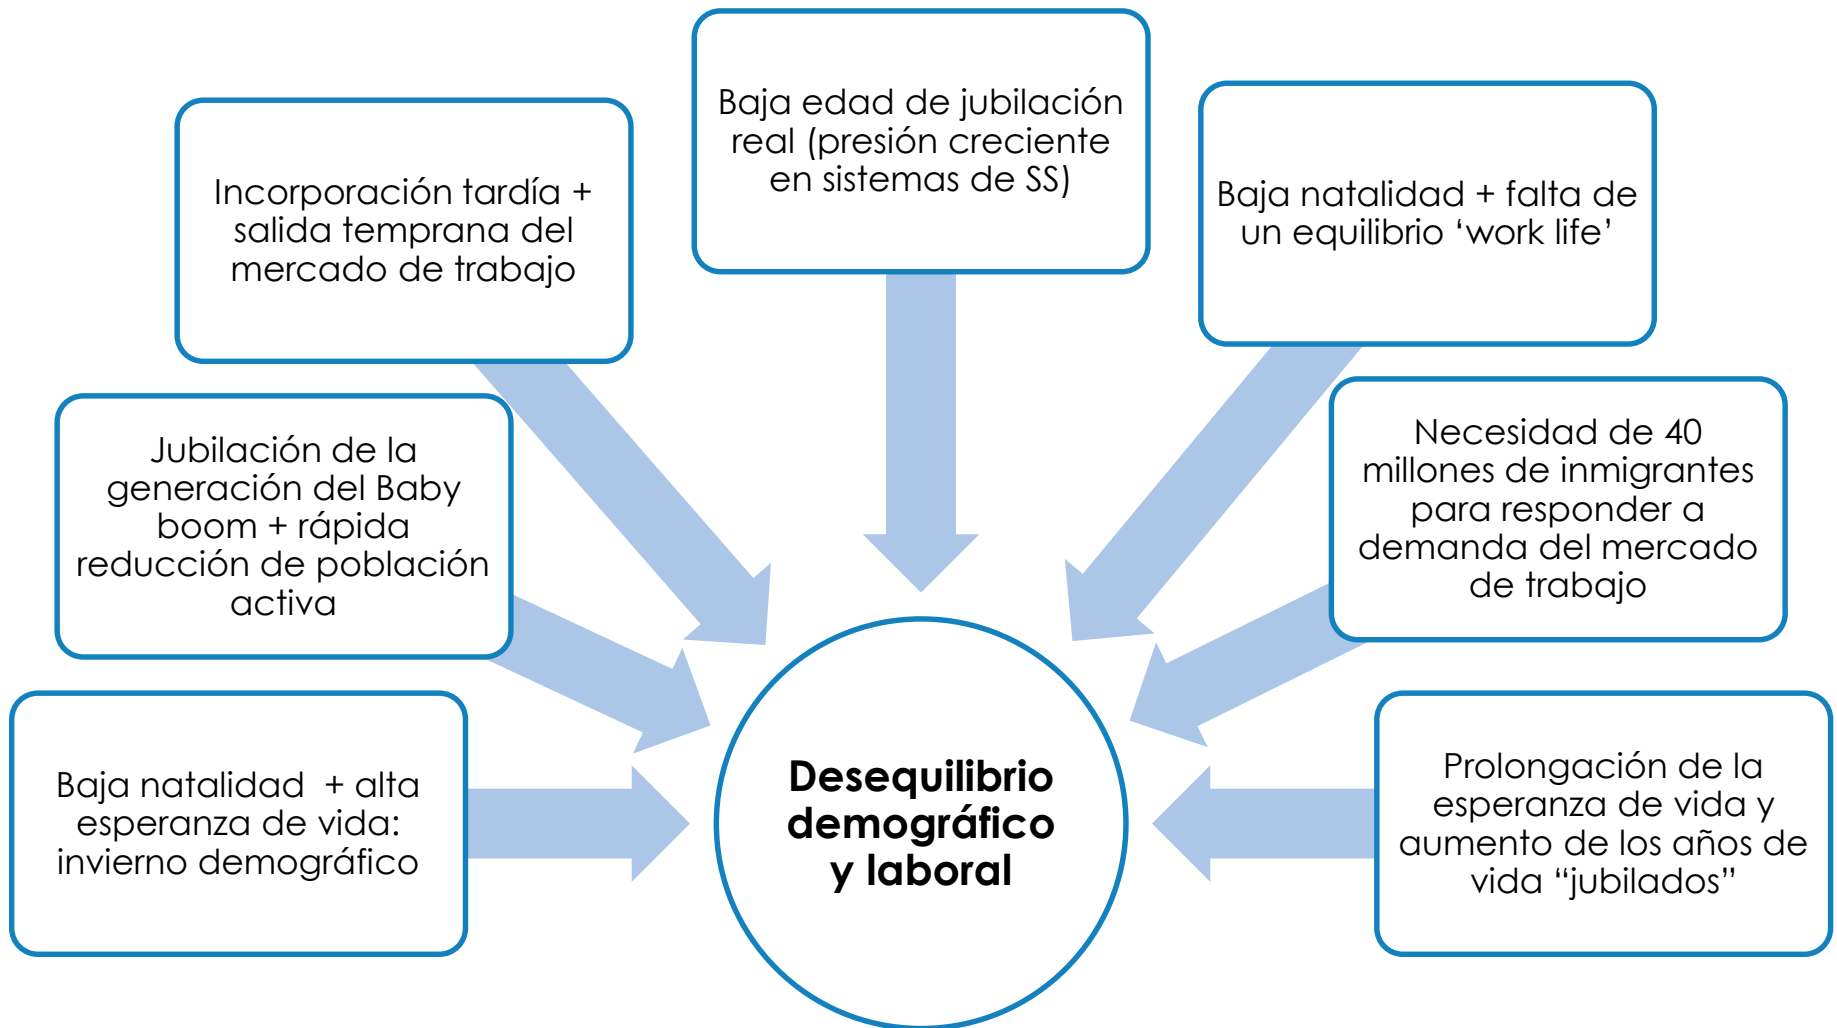 Baja edad de jubilación
real (presión creciente
en sistemas de SS)
Incorporación tardía +
salida temprana del
mercado de trabajo
Baja natalidad + falta de
un equilibrio ‘work life’
Jubilación de la
generación del Baby
boom + rápida
reducción de población
activa
Necesidad de 40
millones de inmigrantes
para responder a
demanda del mercado
de trabajo
Baja natalidad + alta
esperanza de vida:
invierno demográfico
Desequilibrio
demográfico
y laboral
Prolongación de la
esperanza de vida y
aumento de los años de
vida “jubilados”